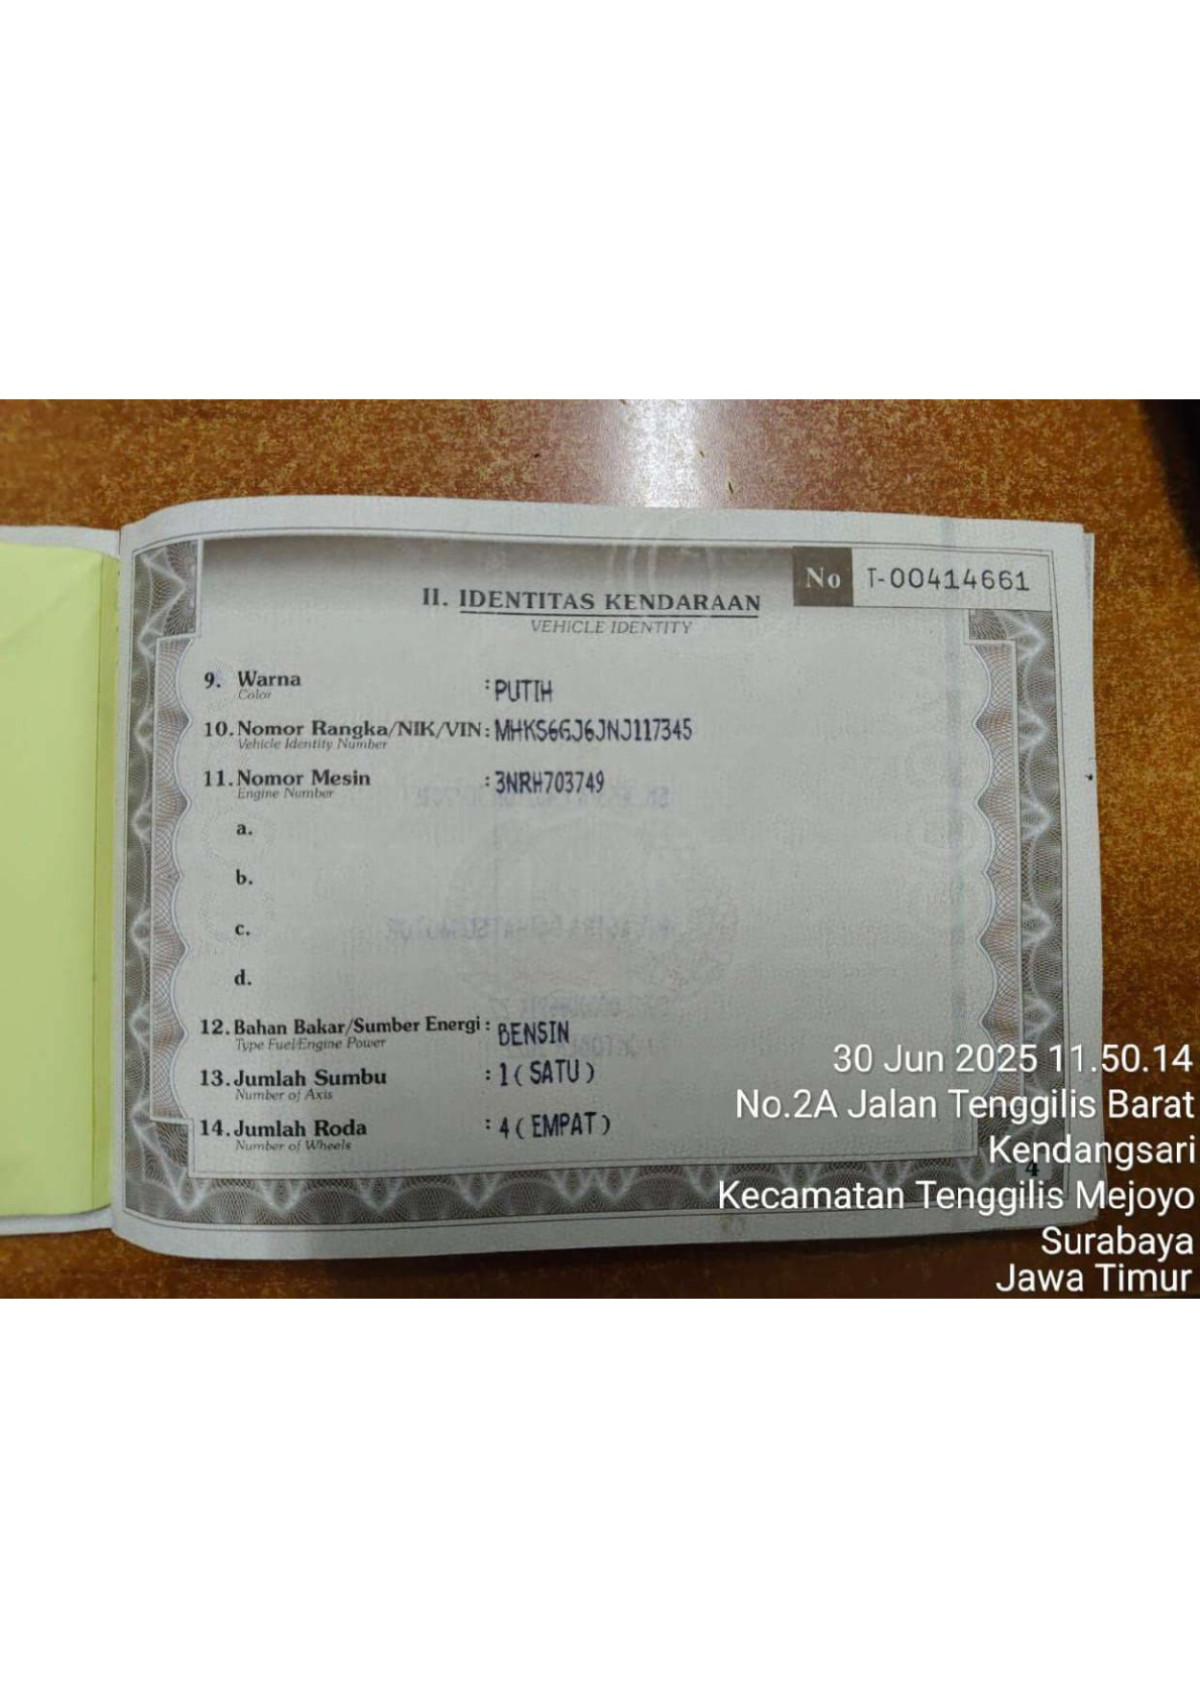 No T-00414661
II. IDENTITAS KENDARAAN
VEHICLE IDENTITY
9. Warna : PUTIH
Color
10. Nomor Rangka/NIK/VIN : MHKS6GJ6JNJ117345
Vehicle Identity Number
11. Nomor Mesin : 3NRH703749
Engine Number
a.
b.
c.
d.
12. Bahan Bakar/Sumber Energi : BENSIN
Type Fuel/Engine Power
13. Jumlah Sumbu : 1 ( SATU )
Number of Axis
14. Jumlah Roda : 4 ( EMPAT )
Number of Wheels
4
30 Jun 2025 11.50.14
No.2A Jalan Tenggilis Barat
Kendangsari
Kecamatan Tenggilis Mejoyo
Surabaya
Jawa Timur